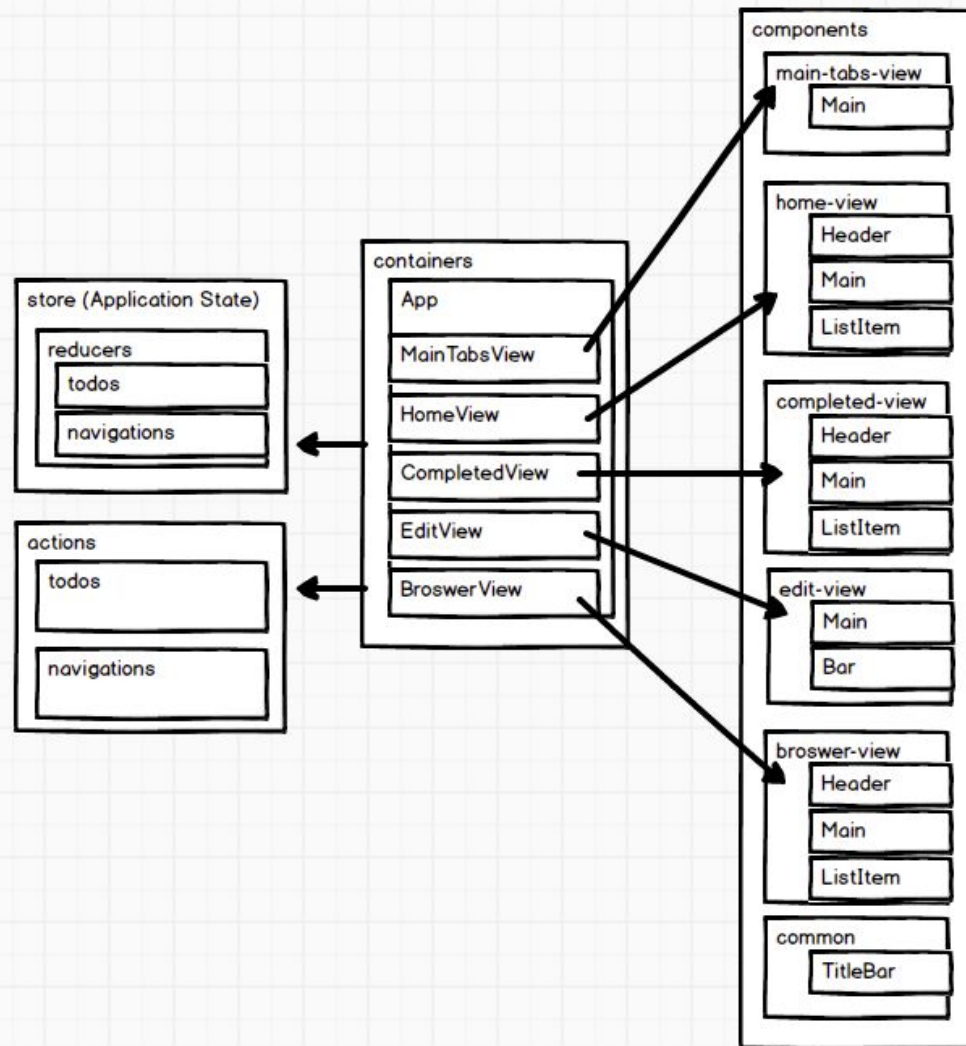 store (Application State)
reducers
todos
navigations
actions
todos
navigations
containers
App
MainTabsView
HomeView
CompletedView
EditView
BroswerView
components
main-tabs-view
Main
home-view
Header
Main
ListItem
completed-view
Header
Main
ListItem
edit-view
Main
Bar
broswer-view
Header
Main
ListItem
common
TitleBar